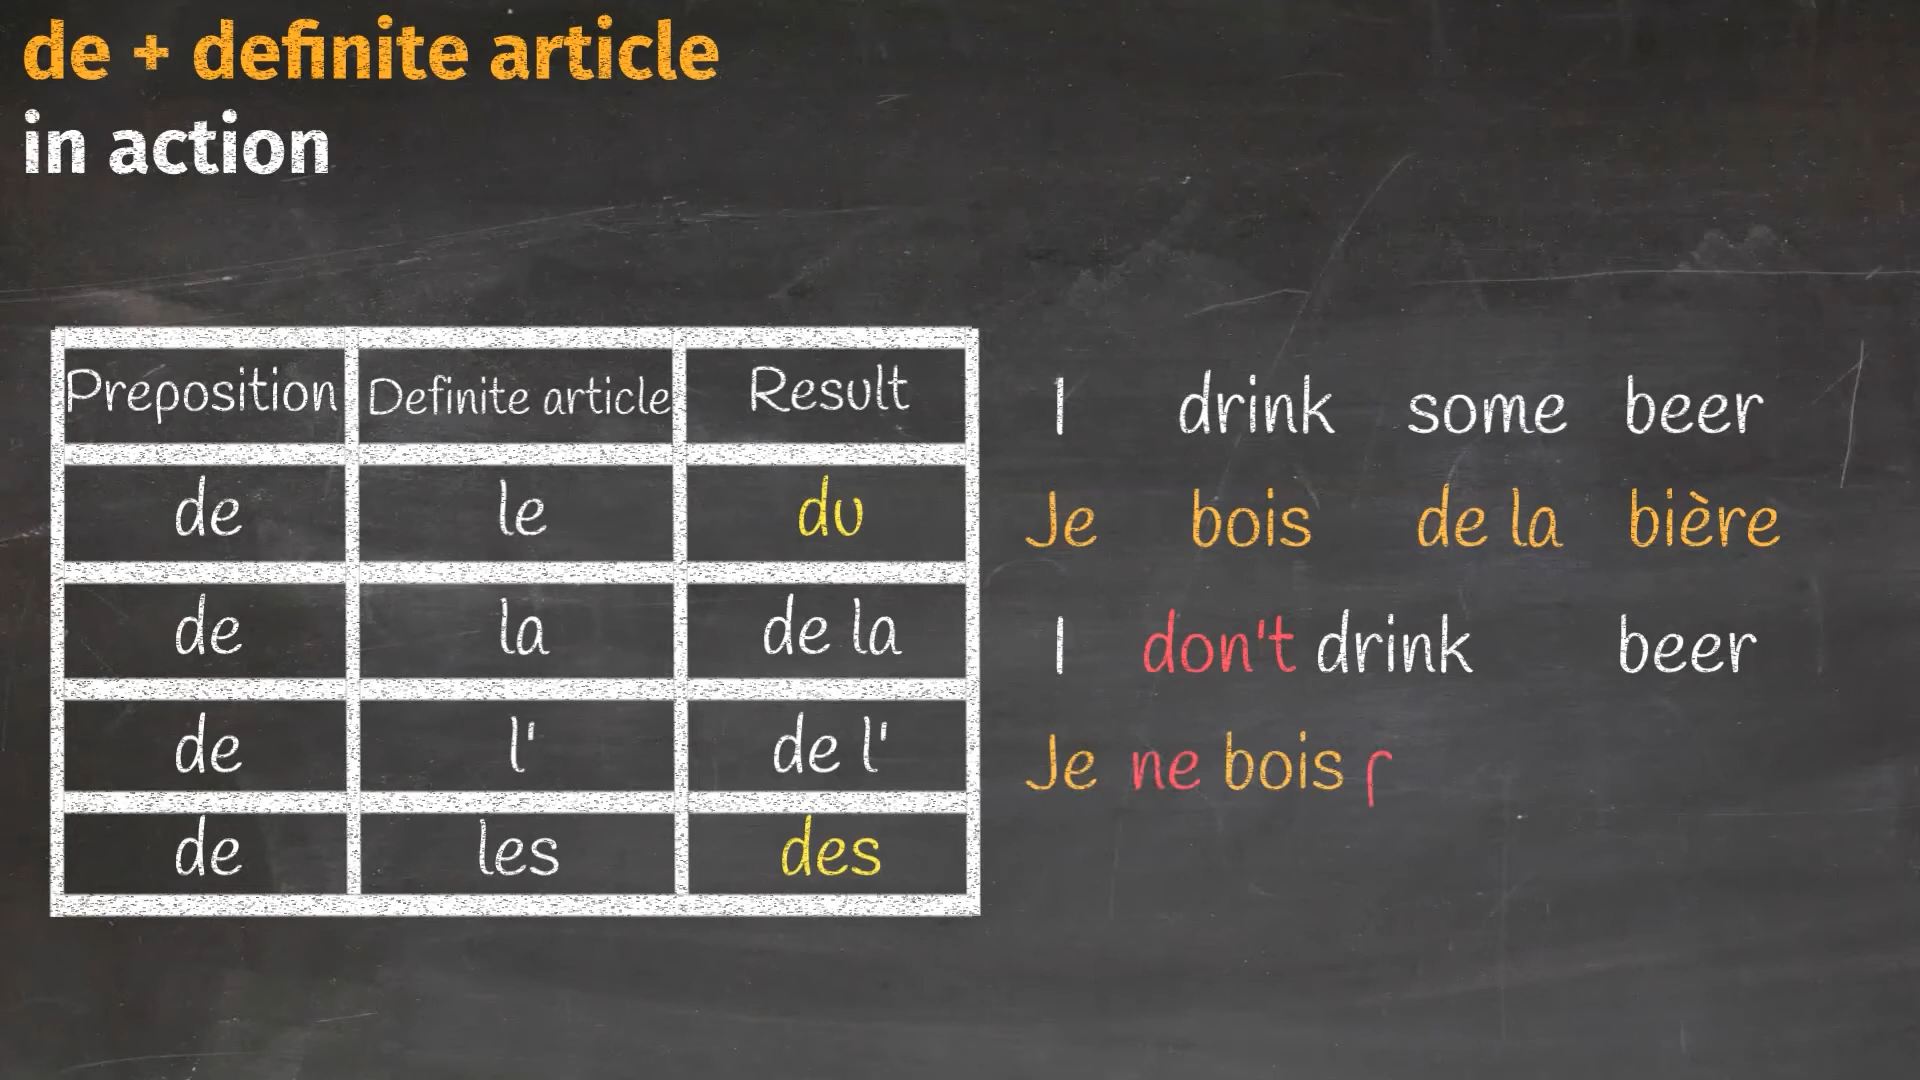 de + definite article
in action
Preposition Definite article Result
de le du
de la de la
de l' de l'
de les des
I drink some beer
Je bois de la bière
I don't drink beer
Je ne bois